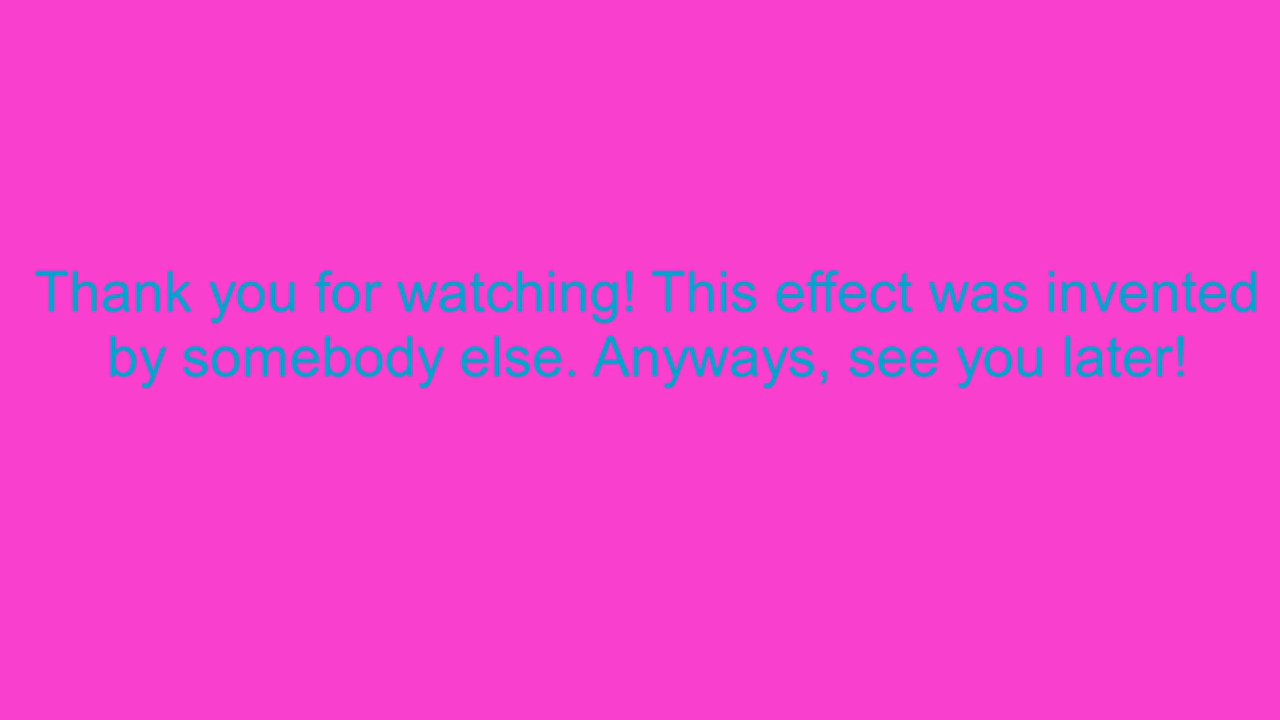 Thank you for watching! This effect was invented
by somebody else. Anyways, see you later!